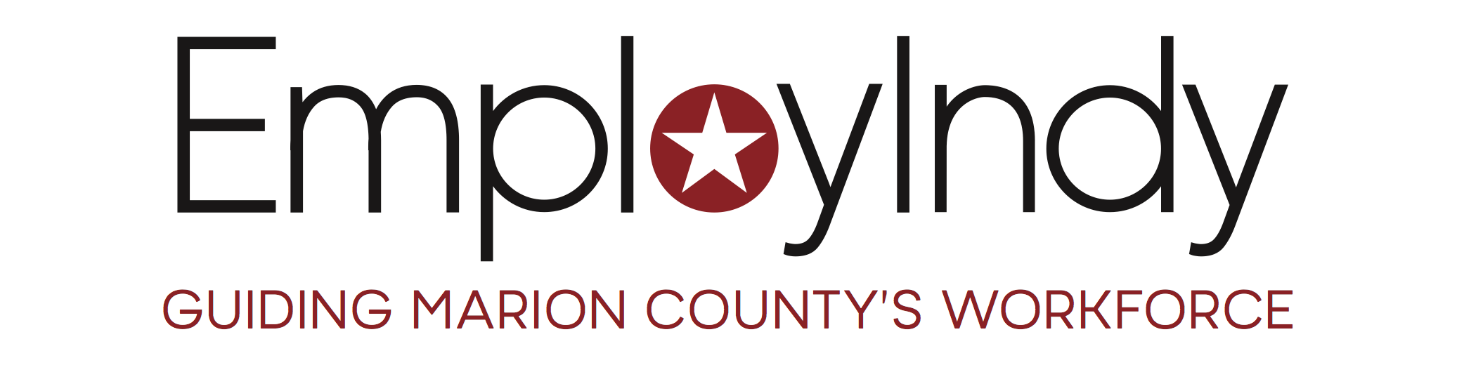 EmployIndy
GUIDING MARION COUNTY'S WORKFORCE